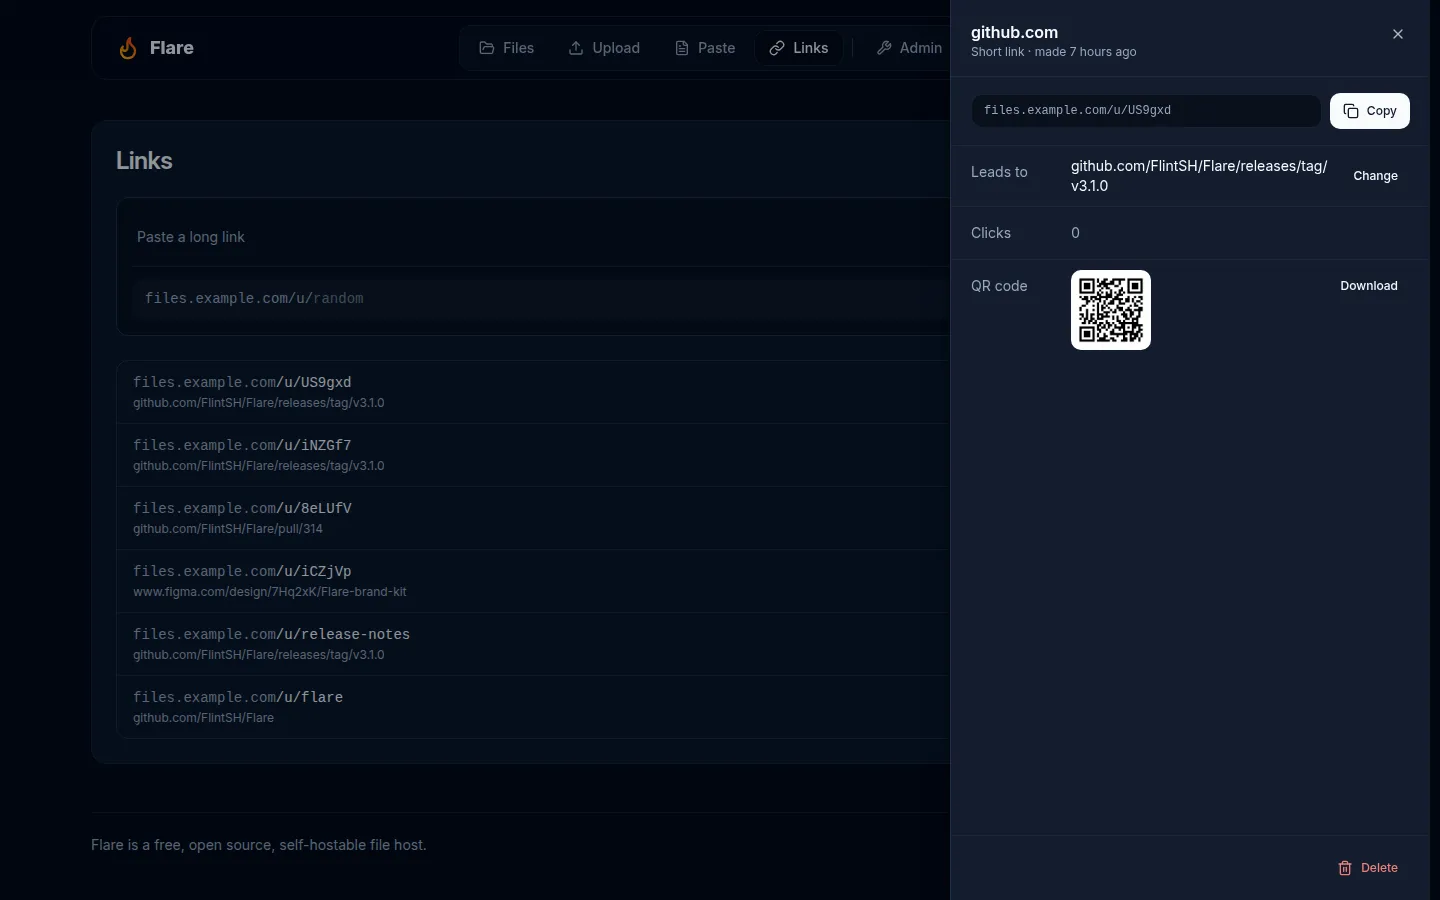 Flare
Files
Upload
Paste
Links
Admin
Links
Paste a long link
files.example.com/u/random
files.example.com/u/US9gxd
github.com/FlintSH/Flare/releases/tag/v3.1.0
files.example.com/u/iNZGf7
github.com/FlintSH/Flare/releases/tag/v3.1.0
files.example.com/u/8eLUfV
github.com/FlintSH/Flare/pull/314
files.example.com/u/iCZjVp
www.figma.com/design/7Hq2xK/Flare-brand-kit
files.example.com/u/release-notes
github.com/FlintSH/Flare/releases/tag/v3.1.0
files.example.com/u/flare
github.com/FlintSH/Flare
Flare is a free, open source, self-hostable file host.
github.com
Short link · made 7 hours ago
files.example.com/u/US9gxd
Copy
Leads to
github.com/FlintSH/Flare/releases/tag/
v3.1.0
Change
Clicks
0
QR code
Download
Delete